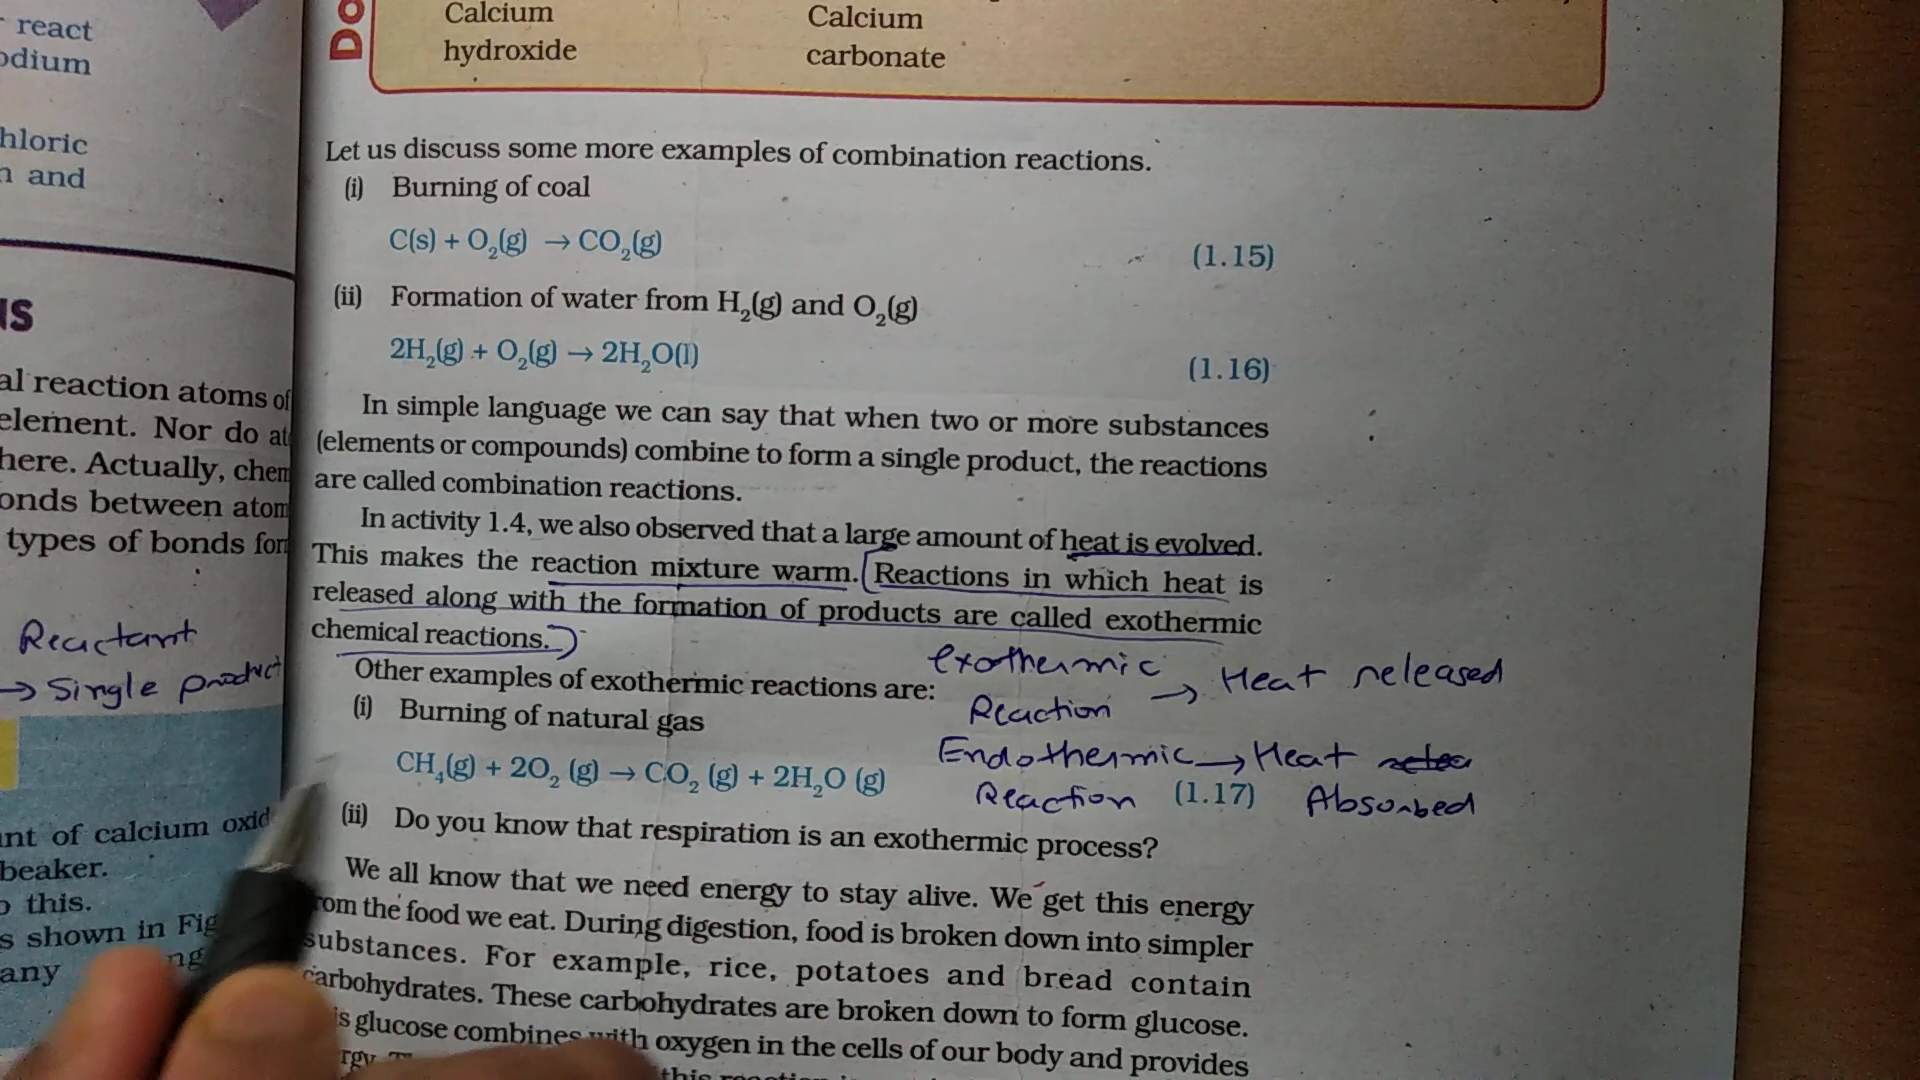 react
odium
hloric
and
IS
al reaction atoms of
element. Nor do at
here. Actually, chem
onds between atom
types of bonds for
Reactant
→ Single product
nt of calcium oxid
beaker.
this.
s shown in Fig
any
Do
Calcium
hydroxide
Calcium
carbonate
Let us discuss some more examples of combination reactions.
(i) Burning of coal
C(s) + O₂(g) → CO₂(g) (1.15)
(ii) Formation of water from H₂(g) and O₂(g)
2H₂(g) + O₂(g) → 2H₂O(l) (1.16)
In simple language we can say that when two or more substances
(elements or compounds) combine to form a single product, the reactions
are called combination reactions.
In activity 1.4, we also observed that a large amount of heat is evolved.
This makes the reaction mixture warm. (Reactions in which heat is
released along with the formation of products are called exothermic
chemical reactions.)
Other examples of exothermic reactions are:
exothermic
Reaction → Heat released
(i) Burning of natural gas
CH₄(g) + 2O₂ (g) → CO₂ (g) + 2H₂O (g) (1.17)
Endothermic → Heat
Reaction Absorbed
(ii) Do you know that respiration is an exothermic process?
We all know that we need energy to stay alive. We get this energy
rom the food we eat. During digestion, food is broken down into simpler
substances. For example, rice, potatoes and bread contain
carbohydrates. These carbohydrates are broken down to form glucose.
is glucose combines with oxygen in the cells of our body and provides